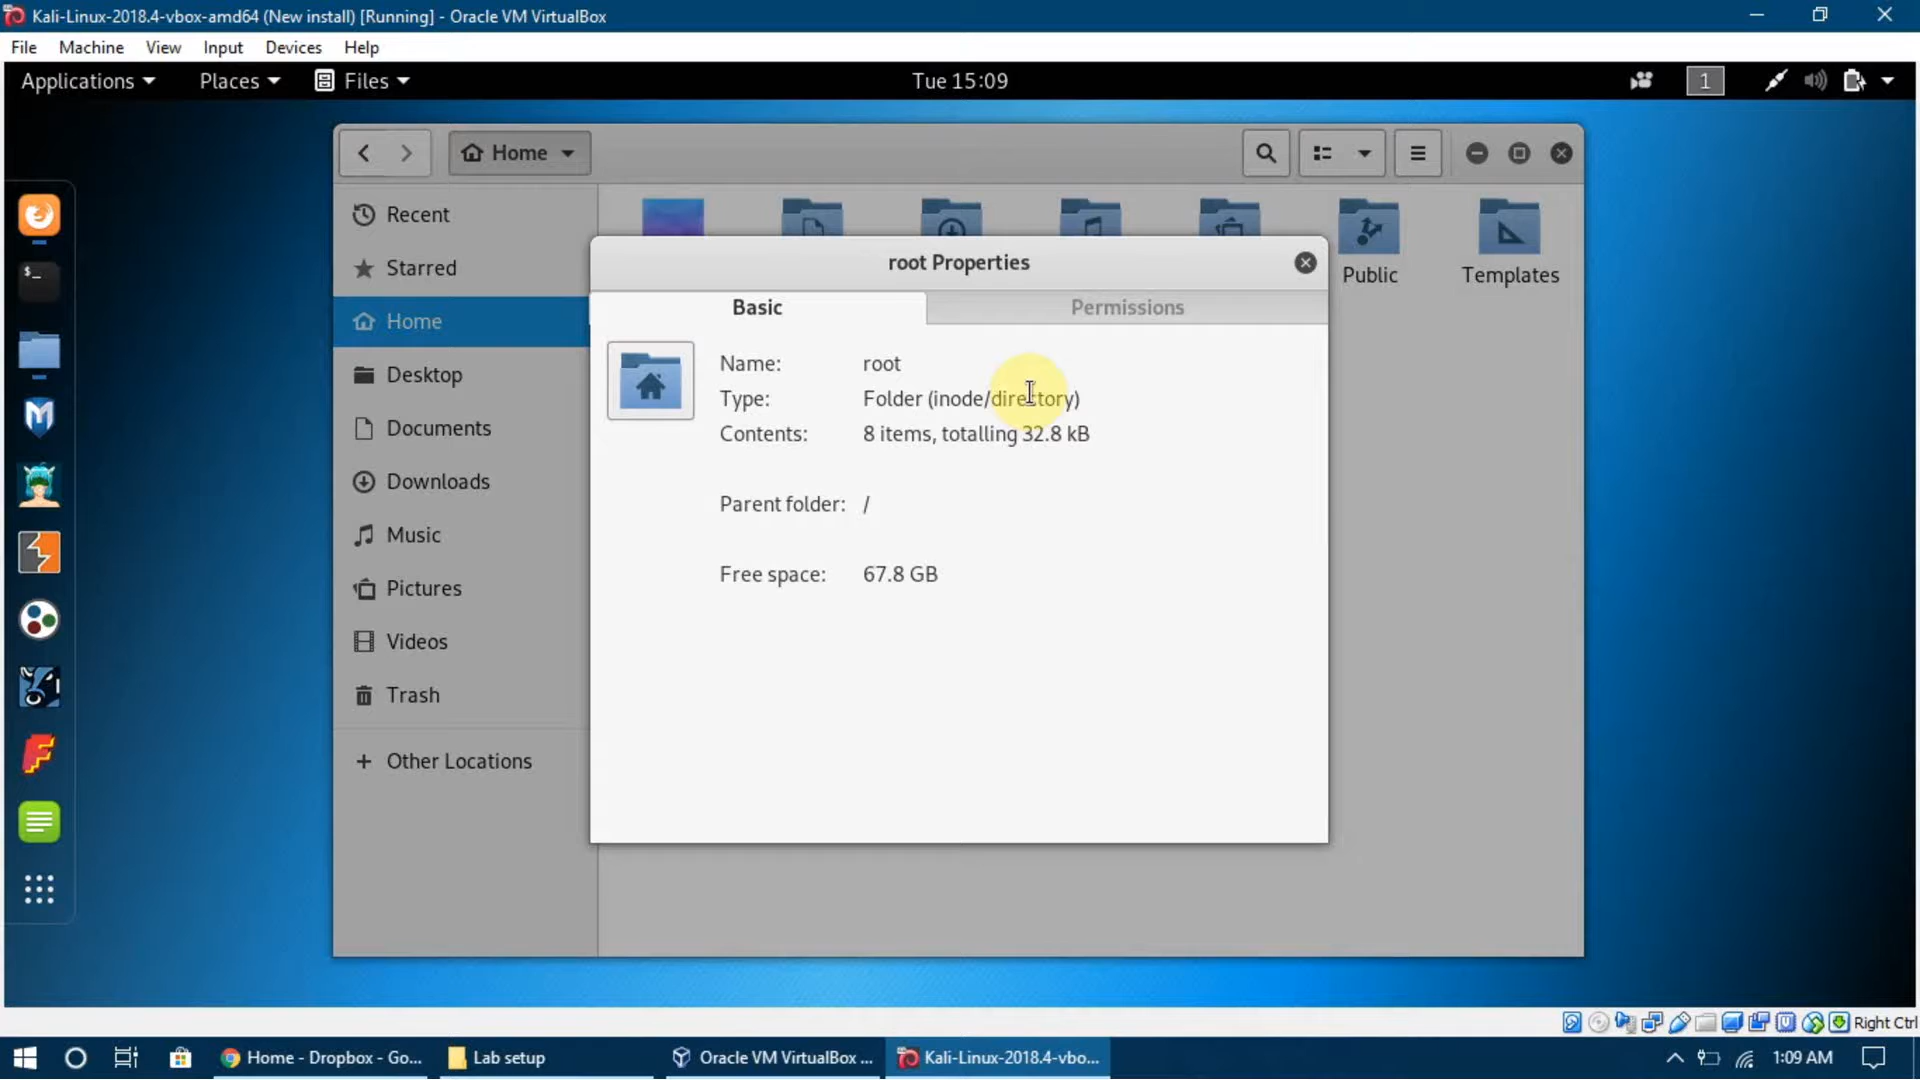 Kali-Linux-2018.4-vbox-amd64 (New install) [Running] - Oracle VM VirtualBox
File Machine View Input Devices Help
Applications Places Files Tue 15:09 1
Home
Recent
Starred
Home
Desktop
Documents
Downloads
Music
Pictures
Videos
Trash
+ Other Locations
Public Templates
root Properties
Basic Permissions
Name: root
Type: Folder (inode/directory)
Contents: 8 items, totalling 32.8 kB
Parent folder: /
Free space: 67.8 GB
$_
Right Ctrl
Home - Dropbox - Go... Lab setup Oracle VM VirtualBox ... Kali-Linux-2018.4-vbo... 1:09 AM